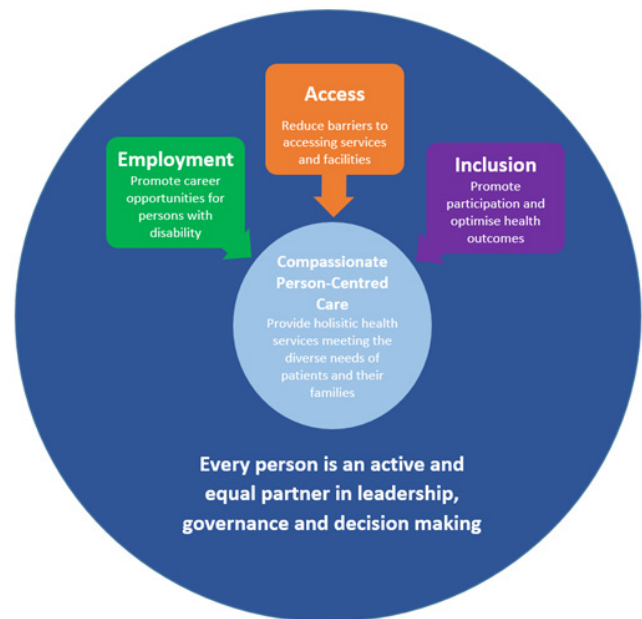 Access
Reduce barriers to
accessing services
and facilities
Employment
Promote career
opportunities for
persons with
disability
Inclusion
Promote
participation and
optimise health
outcomes
Compassionate
Person-Centred
Care
Provide holisitic health
services meeting the
diverse needs of
patients and their
families
Every person is an active and
equal partner in leadership,
governance and decision making